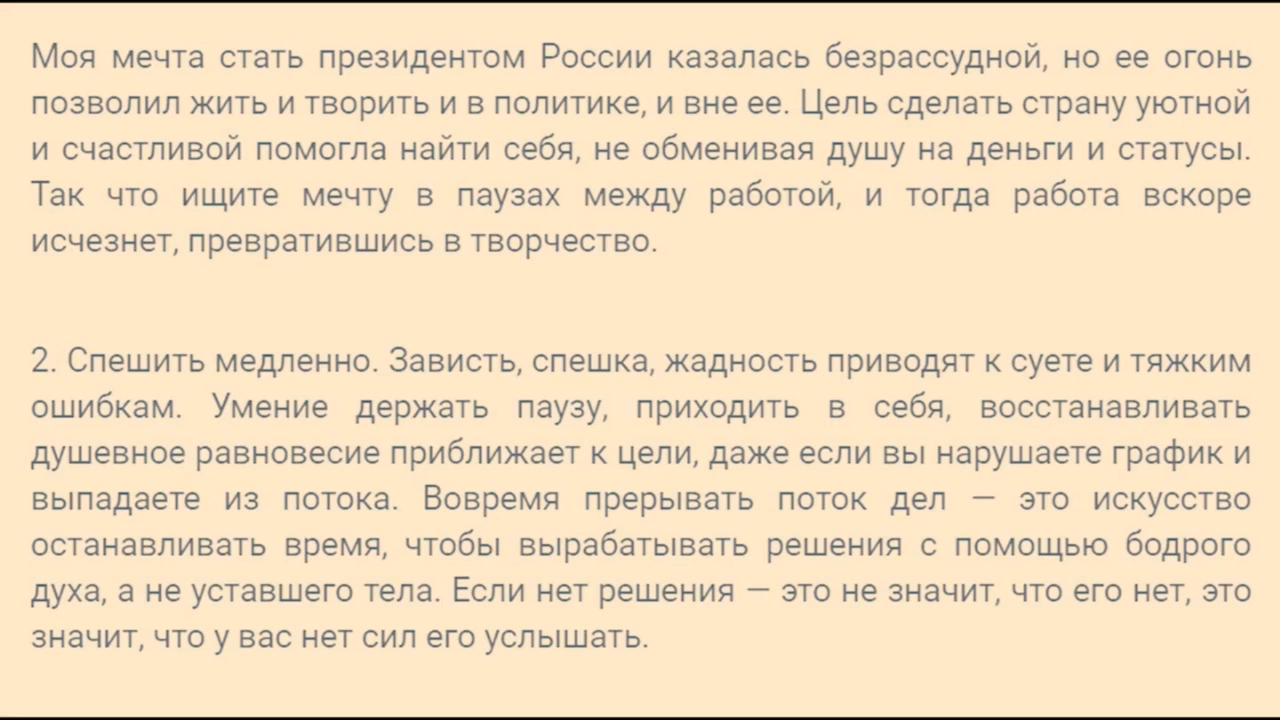 Моя мечта стать президентом России казалась безрассудной, но ее огонь
позволил жить и творить и в политике, и вне ее. Цель сделать страну уютной
и счастливой помогла найти себя, не обменивая душу на деньги и статусы.
Так что ищите мечту в паузах между работой, и тогда работа вскоре
исчезнет, превратившись в творчество.
2. Спешить медленно. Зависть, спешка, жадность приводят к суете и тяжким
ошибкам. Умение держать паузу, приходить в себя, восстанавливать
душевное равновесие приближает к цели, даже если вы нарушаете график и
выпадаете из потока. Вовремя прерывать поток дел — это искусство
останавливать время, чтобы вырабатывать решения с помощью бодрого
духа, а не уставшего тела. Если нет решения — это не значит, что его нет, это
значит, что у вас нет сил его услышать.